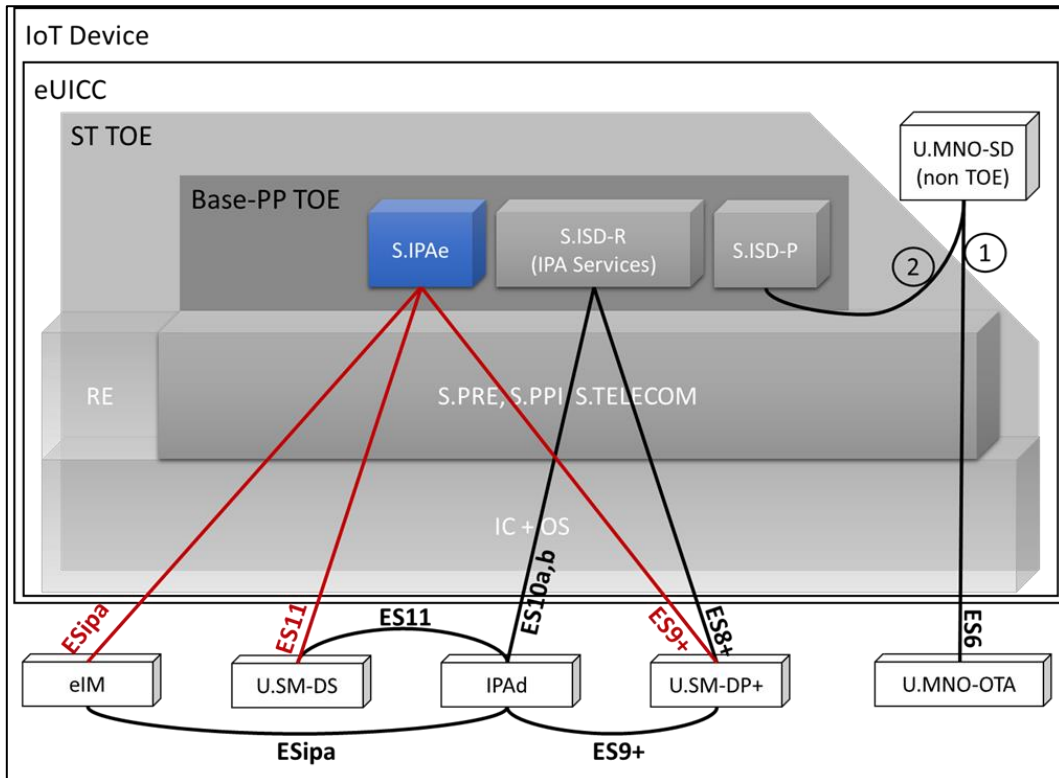 IoT Device
eUICC
ST TOE
U.MNO-SD
(non TOE)
Base-PP TOE
S.IPAe
S.ISD-R
(IPA Services)
S.ISD-P
2
1
RE
S.PRE, S.PPI, S.TELECOM
IC + OS
ESipa
ES11
ES11
ES10a,b
ES9+
ES8+
ES6
eIM
U.SM-DS
IPAd
U.SM-DP+
U.MNO-OTA
ESipa
ES9+